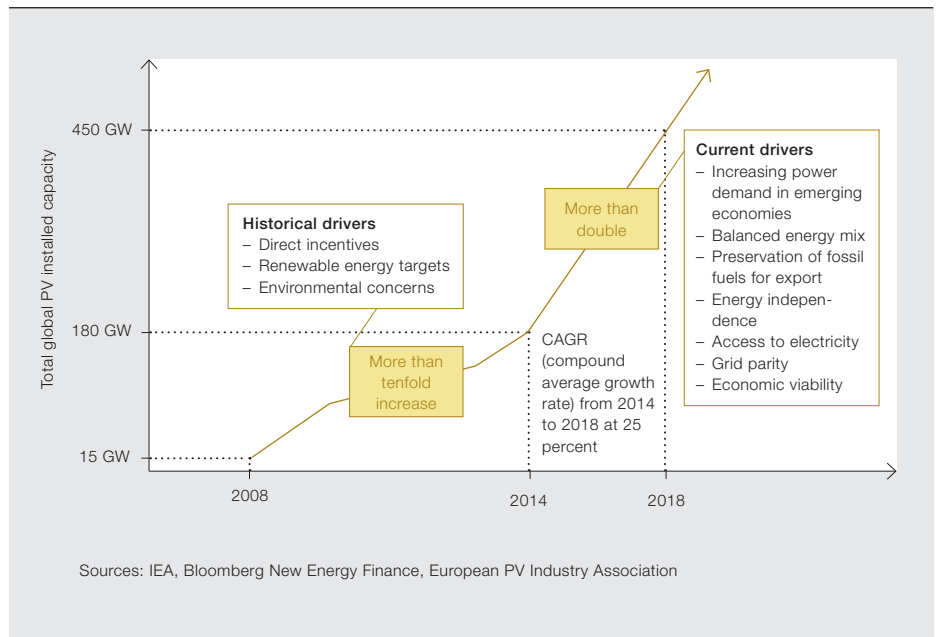 Total global PV installed capacity
450 GW
180 GW
15 GW
Historical drivers
– Direct incentives
– Renewable energy targets
– Environmental concerns
More than
tenfold
increase
More than
double
CAGR
(compound
average growth
rate) from 2014
to 2018 at 25
percent
Current drivers
– Increasing power
demand in emerging
economies
– Balanced energy mix
– Preservation of fossil
fuels for export
– Energy indepen-
dence
– Access to electricity
– Grid parity
– Economic viability
2008
2014
2018
Sources: IEA, Bloomberg New Energy Finance, European PV Industry Association